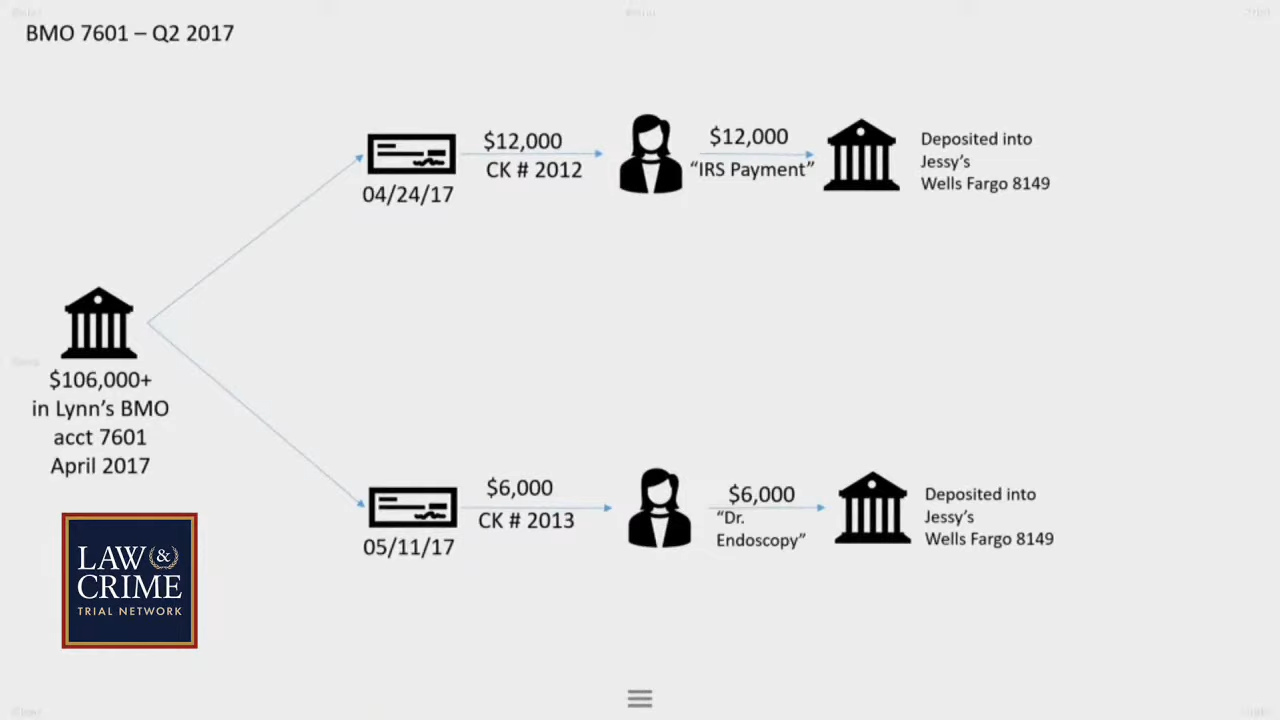 BMO 7601 – Q2 2017
$12,000
CK # 2012
04/24/17
$12,000
“IRS Payment”
Deposited into
Jessy’s
Wells Fargo 8149
$106,000+
in Lynn’s BMO
acct 7601
April 2017
$6,000
CK # 2013
05/11/17
$6,000
“Dr.
Endoscopy”
Deposited into
Jessy’s
Wells Fargo 8149
LAW &
CRIME
TRIAL NETWORK